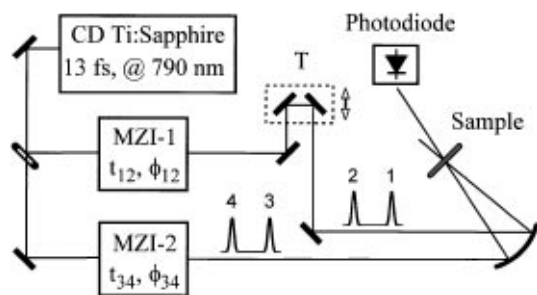 CD Ti:Sapphire
13 fs, @ 790 nm
Photodiode
T
Sample
MZI-1
t₁₂, ϕ₁₂
2 1
4 3
MZI-2
t₃₄, ϕ₃₄